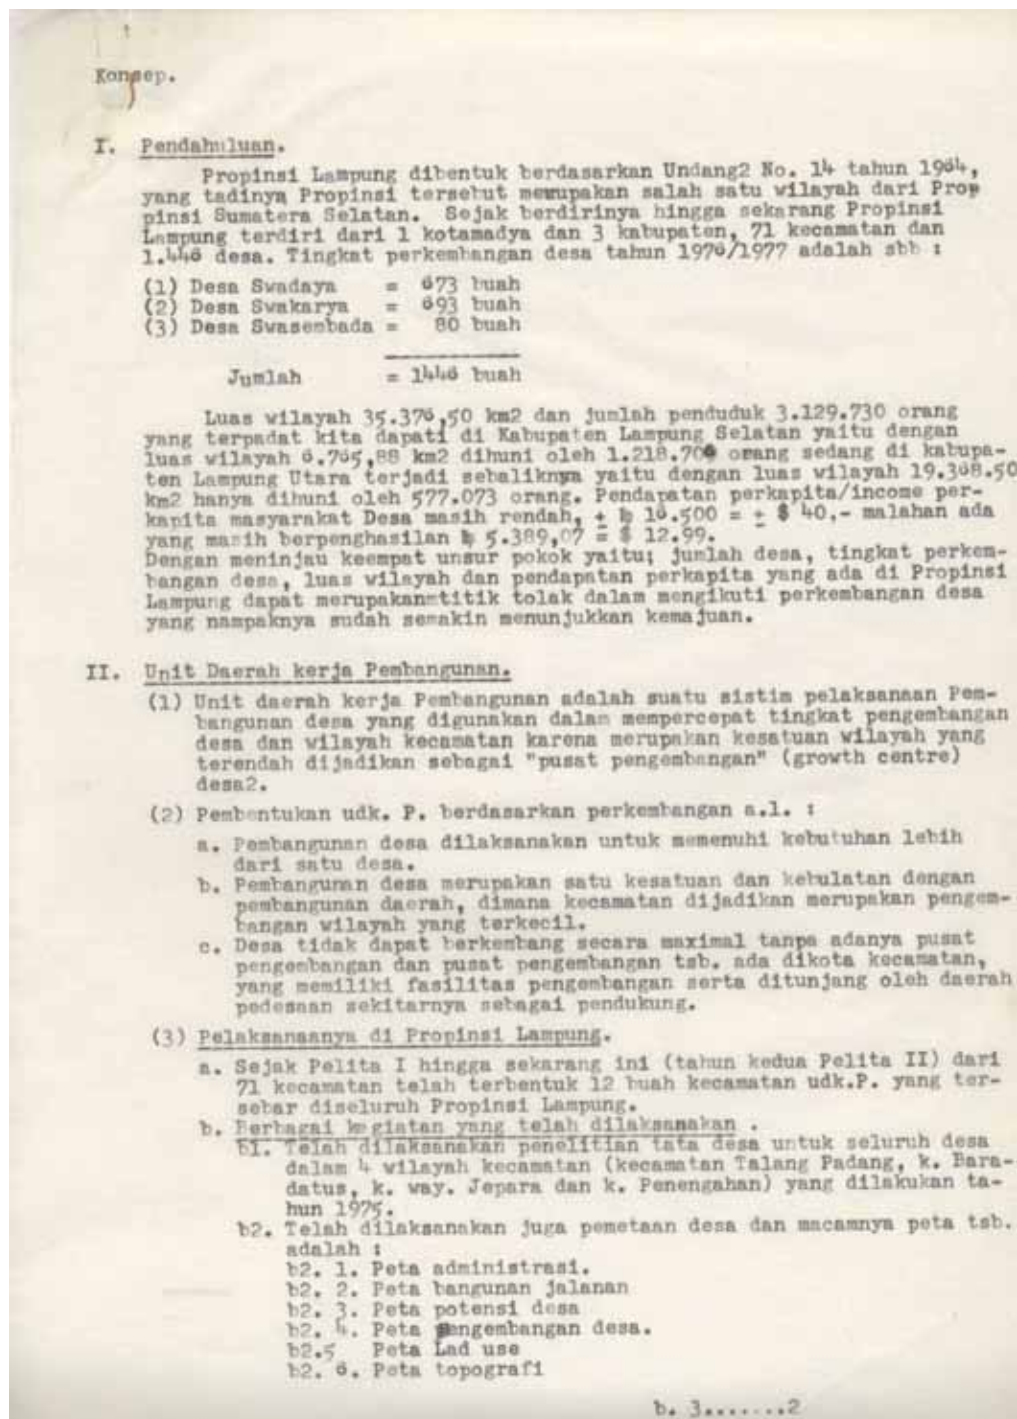 Konsep.
I. Pendahuluan.
Propinsi Lampung dibentuk berdasarkan Undang2 No. 14 tahun 1964,
yang tadinya Propinsi tersebut merupakan salah satu wilayah dari Prop
pinsi Sumatera Selatan. Sejak berdirinya hingga sekarang Propinsi
Lampung terdiri dari 1 kotamadya dan 3 kabupaten, 71 kecamatan dan
1.446 desa. Tingkat perkembangan desa tahun 1976/1977 adalah sbb :
(1) Desa Swadaya = 673 buah
(2) Desa Swakarya = 693 buah
(3) Desa Swasembada = 80 buah
Jumlah = 1446 buah
Luas wilayah 35.376,50 km2 dan jumlah penduduk 3.129.730 orang
yang terpadat kita dapati di Kabupaten Lampung Selatan yaitu dengan
luas wilayah 6.765,88 km2 dihuni oleh orang sedang di kabupa-
ten Lampung Utara terjadi sebaliknya yaitu dengan luas wilayah 19.368.50
km2 hanya dihuni oleh 577.073 orang. Pendapatan perkapita/income per-
kapita masyarakat Desa masih rendah, ± Rp 16.500 = ± $ 40.- malahan ada
yang masih berpenghasilan Rp 5.389,07 = $ 12.99.
Dengan meninjau keempat unsur pokok yaitu; jumlah desa, tingkat perkem-
bangan desa, luas wilayah dan pendapatan perkapita yang ada di Propinsi
Lampung dapat merupakan titik tolak dalam mengikuti perkembangan desa
yang nampaknya sudah semakin menunjukkan kemajuan.
II. Unit Daerah kerja Pembangunan.
(1) Unit daerah kerja Pembangunan adalah suatu sistim pelaksanaan Pem-
bangunan desa yang digunakan dalam mempercepat tingkat pengembangan
desa dan wilayah kecamatan karena merupakan kesatuan wilayah yang
terendah dijadikan sebagai "pusat pengembangan" (growth centre)
desa2.
(2) Pembentukan udk. P. berdasarkan perkembangan a.l. :
a. Pembangunan desa dilaksanakan untuk memenuhi kebutuhan lebih
dari satu desa.
b. Pembangunan desa merupakan satu kesatuan dan kebulatan dengan
pembangunan daerah, dimana kecamatan dijadikan merupakan pengem-
bangan wilayah yang terkecil.
c. Desa tidak dapat berkembang secara maximal tanpa adanya pusat
pengembangan dan pusat pengembangan tsb. ada dikota kecamatan,
yang memiliki fasilitas pengembangan serta ditunjang oleh daerah
pedesaan sekitarnya sebagai pendukung.
(3) Pelaksanaanya di Propinsi Lampung.
a. Sejak Pelita I hingga sekarang ini (tahun kedua Pelita II) dari
71 kecamatan telah terbentuk 12 buah kecamatan udk.P. yang ter-
sebar diseluruh Propinsi Lampung.
b. Berbagai kegiatan yang telah dilaksanakan .
b1. Telah dilaksanakan penelitian tata desa untuk seluruh desa
dalam 4 wilayah kecamatan (kecamatan Talang Padang, k. Bara-
datus, k. way. Jepara dan k. Penengahan) yang dilakukan ta-
hun 1975.
b2. Telah dilaksanakan juga pemetaan desa dan macamnya peta tsb.
adalah :
b2. 1. Peta administrasi.
b2. 2. Peta bangunan jalanan
b2. 3. Peta potensi desa
b2. 4. Peta pengembangan desa.
b2.5 Peta Lad use
b2. 6. Peta topografi
b. 3.......2